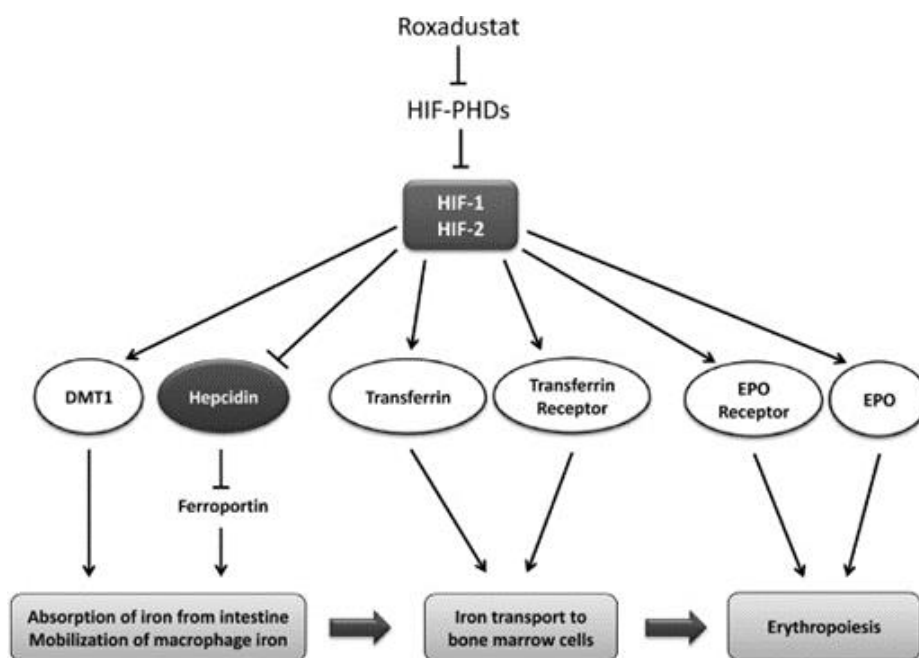 Roxadustat
HIF-PHDs
HIF-1
HIF-2
DMT1
Hepcidin
Transferrin
Transferrin
Receptor
EPO
Receptor
EPO
Ferroportin
Absorption of iron from intestine
Mobilization of macrophage iron
Iron transport to
bone marrow cells
Erythropoiesis